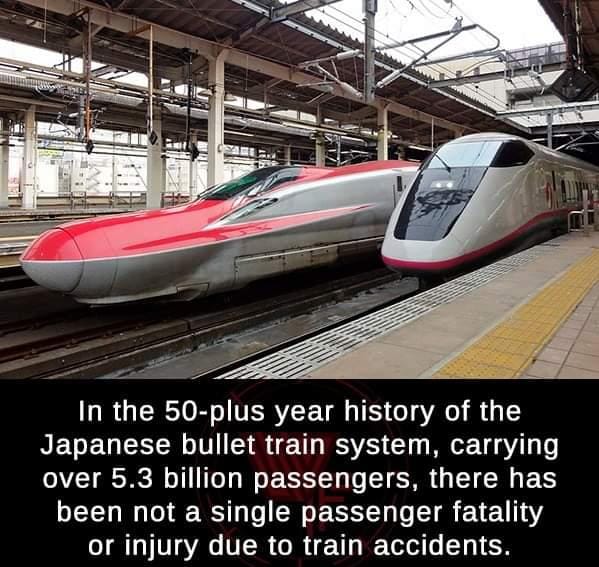 In the 50-plus year history of the
Japanese bullet train system, carrying
over 5.3 billion passengers, there has
been not a single passenger fatality
or injury due to train accidents.